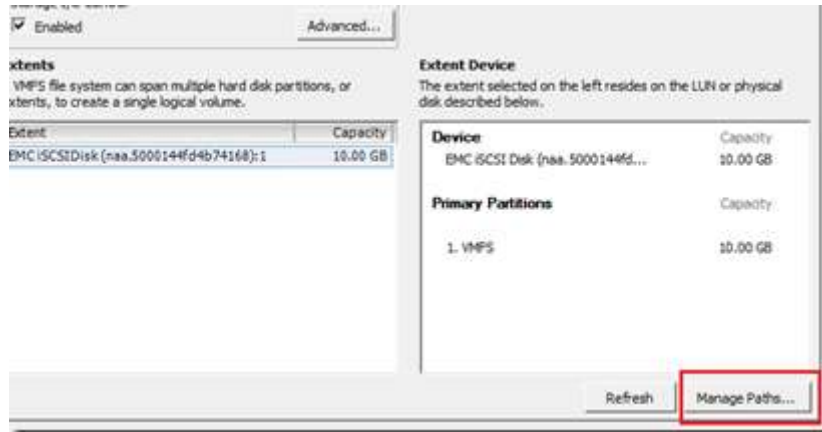 Enabled
Advanced...
xtents
VMFS file system can span multiple hard disk partitions, or
xtents, to create a single logical volume.
Extent Capacity
EMC iSCSIDisk (naa.5000144fd4b74168):1 10.00 GB
Extent Device
The extent selected on the left resides on the LUN or physical
disk described below.
Device Capacity
EMC iSCSI Disk (naa.5000144fd... 10.00 GB
Primary Partitions Capacity
1. VMFS 10.00 GB
Refresh Manage Paths...